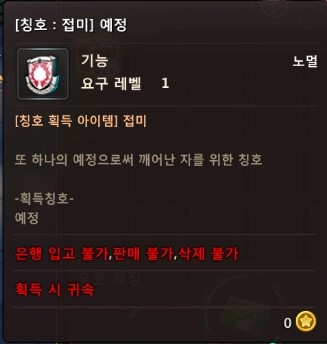 [칭호 : 접미] 예정
기능 노멀
요구 레벨 1
[칭호 획득 아이템] 접미
또 하나의 예정으로써 깨어난 자를 위한 칭호
-획득칭호-
예정
은행 입고 불가,판매 불가,삭제 불가
획득 시 귀속
0